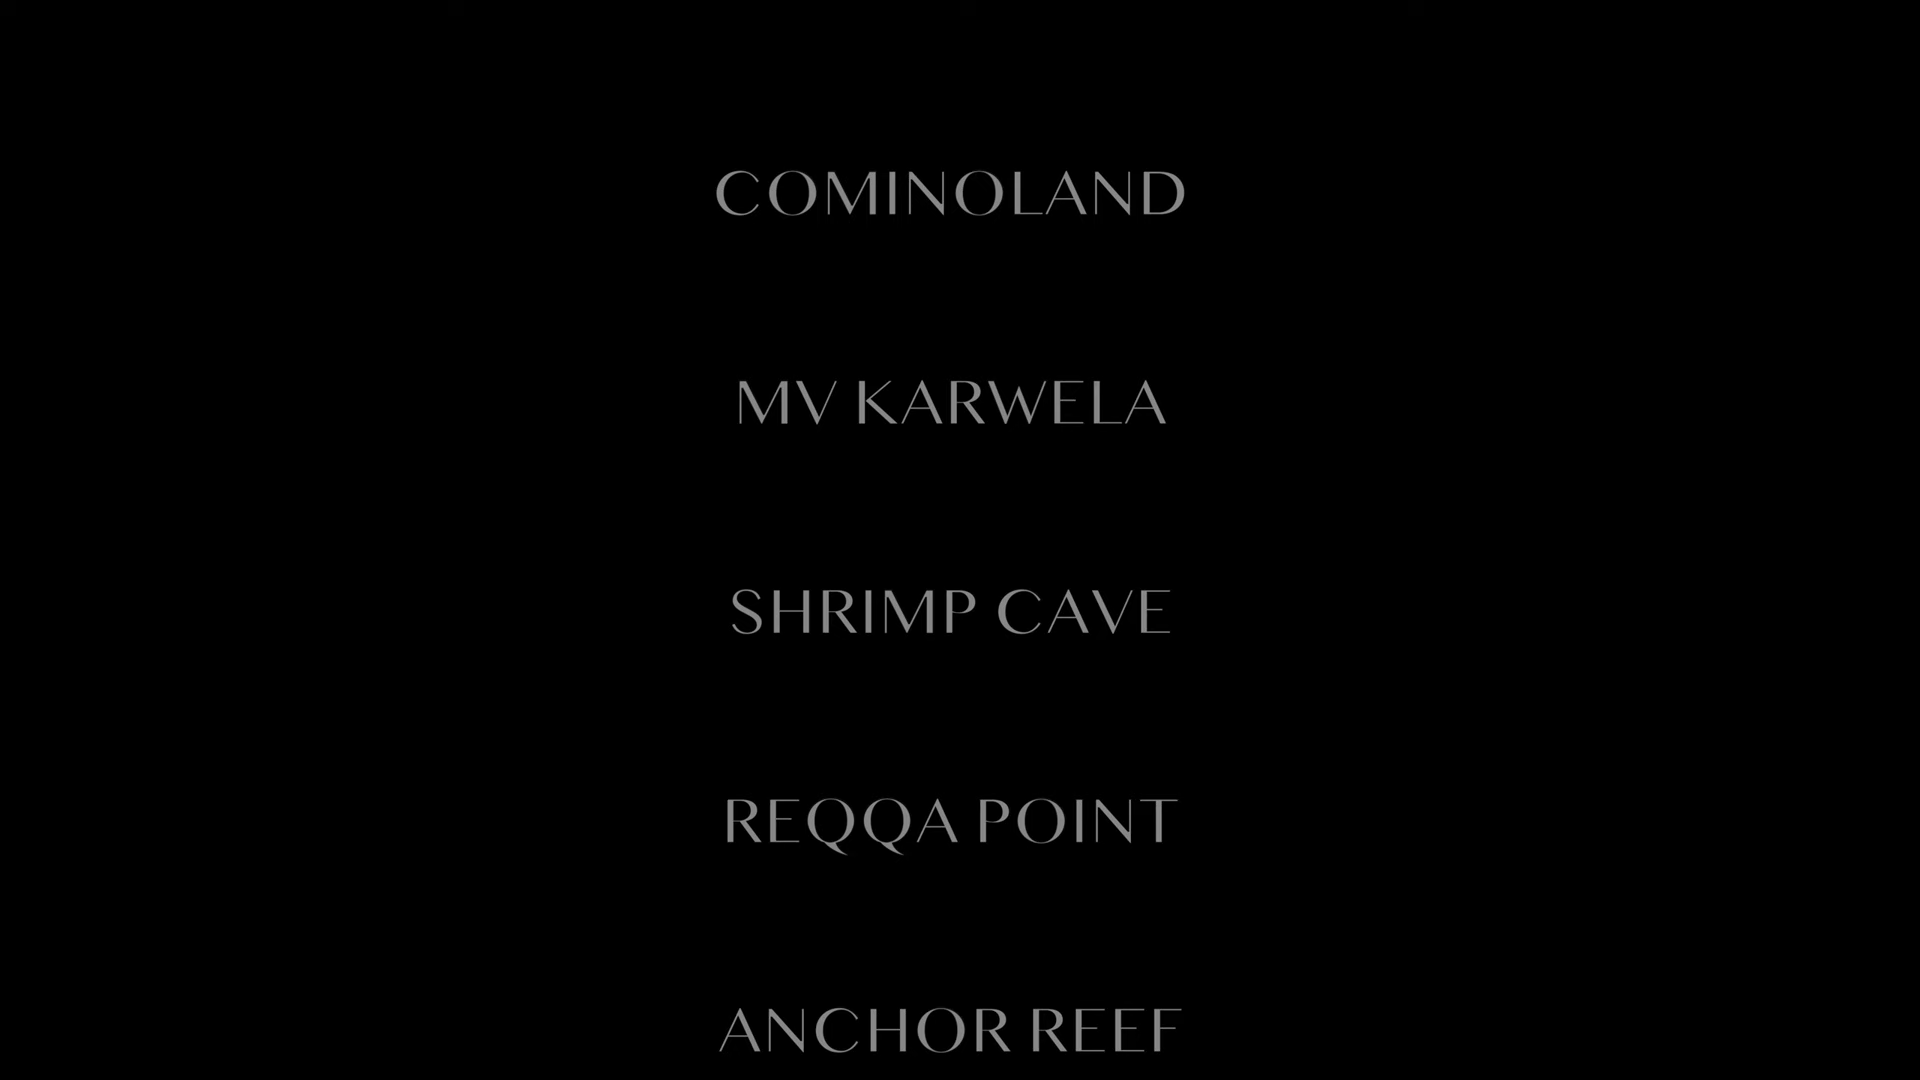 COMINOLAND
MV KARWELA
SHRIMP CAVE
REQQA POINT
ANCHOR REEF